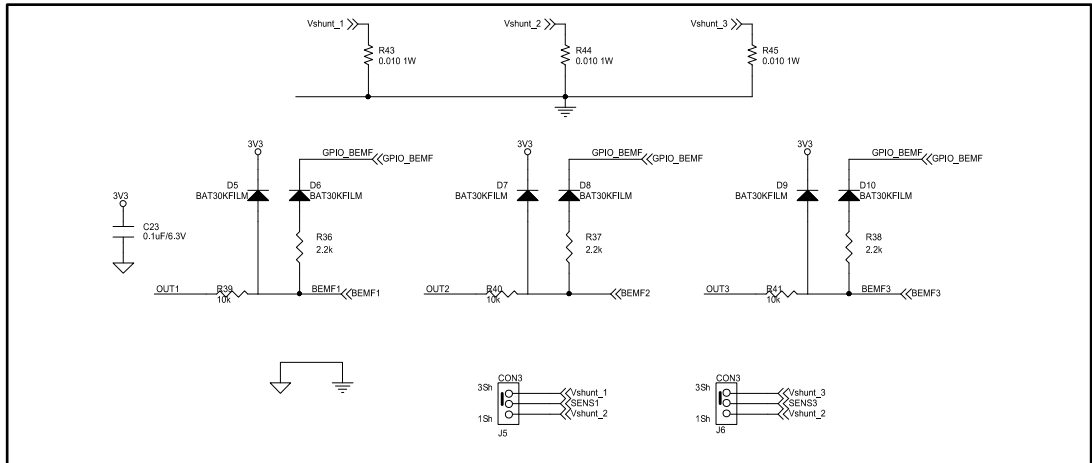 Vshunt_1
Vshunt_2
Vshunt_3
R43
0.010 1W
R44
0.010 1W
R45
0.010 1W
3V3
GPIO_BEMF
GPIO_BEMF
D5
BAT30KFILM
D6
BAT30KFILM
3V3
GPIO_BEMF
GPIO_BEMF
D7
BAT30KFILM
D8
BAT30KFILM
3V3
GPIO_BEMF
GPIO_BEMF
D9
BAT30KFILM
D10
BAT30KFILM
3V3
C23
0.1uF/6.3V
R36
2.2k
R37
2.2k
R38
2.2k
OUT1
R39
10k
BEMF1
BEMF1
OUT2
R40
10k
BEMF2
OUT3
R41
10k
BEMF3
BEMF3
CON3
3Sh
1Sh
J5
Vshunt_1
SENS1
Vshunt_2
CON3
3Sh
1Sh
J6
Vshunt_3
SENS3
Vshunt_2